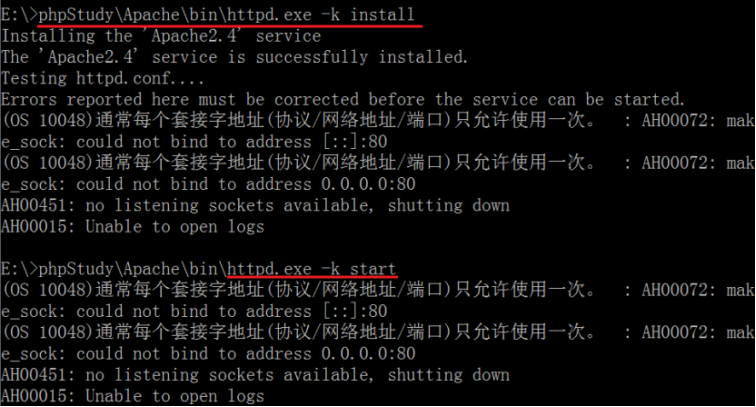 E:\>phpStudy\Apache\bin\httpd.exe -k install
Installing the 'Apache2.4' service
The 'Apache2.4' service is successfully installed.
Testing httpd.conf....
Errors reported here must be corrected before the service can be started.
(OS 10048)通常每个套接字地址(协议/网络地址/端口)只允许使用一次。 : AH00072: mak
e_sock: could not bind to address [::]:80
(OS 10048)通常每个套接字地址(协议/网络地址/端口)只允许使用一次。 : AH00072: mak
e_sock: could not bind to address 0.0.0.0:80
AH00451: no listening sockets available, shutting down
AH00015: Unable to open logs
E:\>phpStudy\Apache\bin\httpd.exe -k start
(OS 10048)通常每个套接字地址(协议/网络地址/端口)只允许使用一次。 : AH00072: mak
e_sock: could not bind to address [::]:80
(OS 10048)通常每个套接字地址(协议/网络地址/端口)只允许使用一次。 : AH00072: mak
e_sock: could not bind to address 0.0.0.0:80
AH00451: no listening sockets available, shutting down
AH00015: Unable to open logs